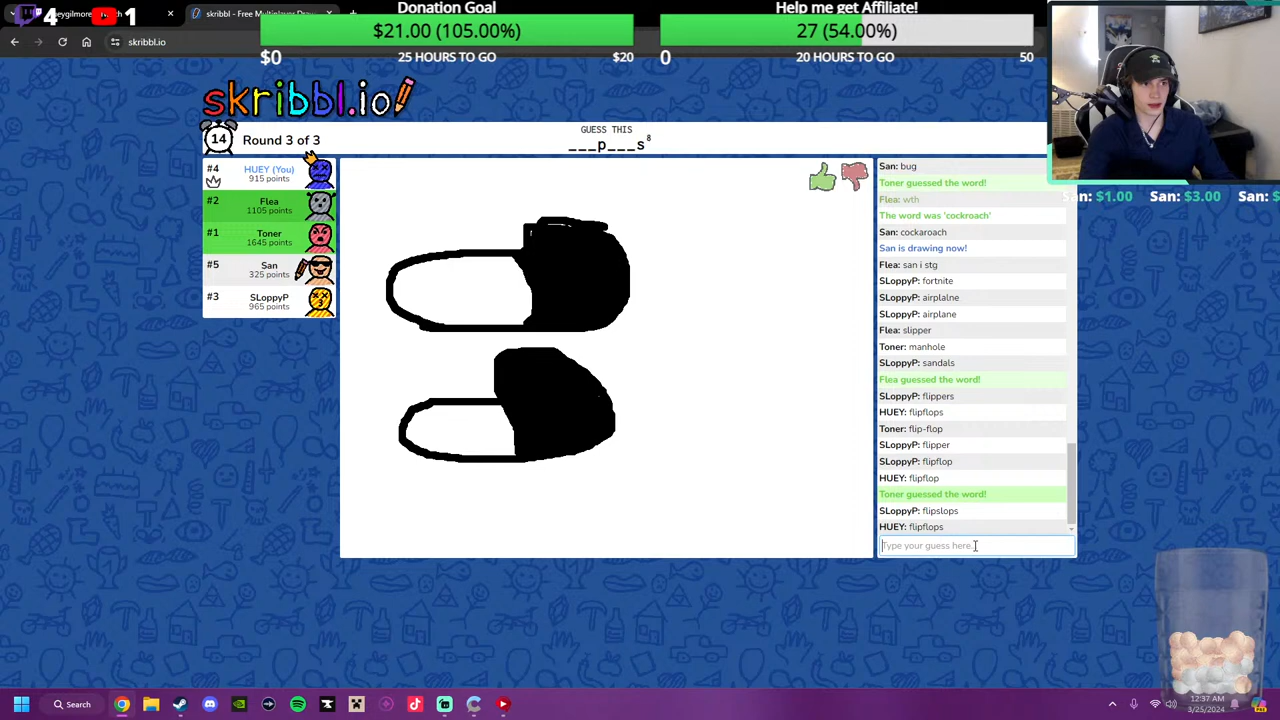 4
1
eygilmore
tch
skribbl - Free Multiplayer Draw
skribbl.io
Donation Goal
$21.00 (105.00%)
$0
25 HOURS TO GO
$20
Help me get Affiliate!
27 (54.00%)
0
20 HOURS TO GO
50
San: $1.00
San: $3.00
San: $
skribbl.io
14
Round 3 of 3
GUESS THIS
___p___s 8
#4
HUEY (You)
915 points
#2
Flea
1105 points
#1
Toner
1645 points
#5
San
325 points
#3
SLoppyP
965 points
San: bug
Toner guessed the word!
Flea: wth
The word was 'cockroach'
San: cockaroach
San is drawing now!
Flea: san i stg
SLoppyP: fortnite
SLoppyP: airplalne
SLoppyP: airplane
Flea: slipper
Toner: manhole
SLoppyP: sandals
Flea guessed the word!
SLoppyP: flippers
HUEY: flipflops
Toner: flip-flop
SLoppyP: flipper
SLoppyP: flipflop
HUEY: flipflop
Toner guessed the word!
SLoppyP: flipslops
HUEY: flipflops
Type your guess here...
Search
12:37 AM
3/25/2024